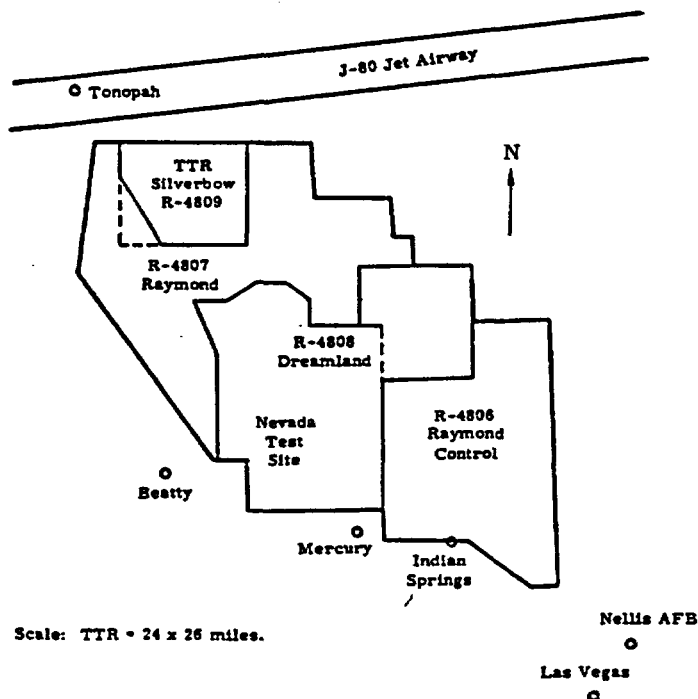 J-80 Jet Airway
Tonopah
N
TTR
Silverbow
R-4809
R-4807
Raymond
R-4808
Dreamland
Nevada
Test
Site
R-4806
Raymond
Control
Beatty
Mercury
Indian
Springs
Scale: TTR = 24 x 26 miles.
Nellis AFB
Las Vegas